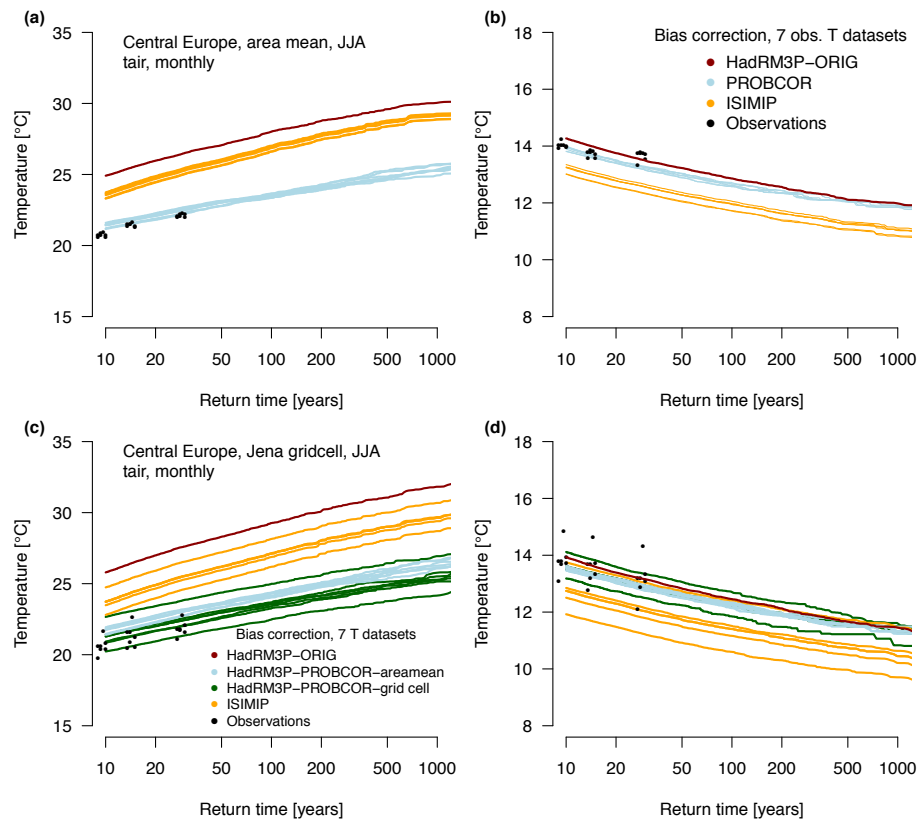 (a)
Central Europe, area mean, JJA
tair, monthly
Temperature [°C]
35
30
25
20
15
10 20 50 100 200 500 1000
Return time [years]
(b)
Bias correction, 7 obs. T datasets
HadRM3P−ORIG
PROBCOR
ISIMIP
Observations
Temperature [°C]
18
16
14
12
10
8
10 20 50 100 200 500 1000
Return time [years]
(c)
Central Europe, Jena gridcell, JJA
tair, monthly
Temperature [°C]
35
30
25
20
15
Bias correction, 7 T datasets
HadRM3P−ORIG
HadRM3P−PROBCOR−areamean
HadRM3P−PROBCOR−grid cell
ISIMIP
Observations
10 20 50 100 200 500 1000
Return time [years]
(d)
Temperature [°C]
18
16
14
12
10
8
10 20 50 100 200 500 1000
Return time [years]